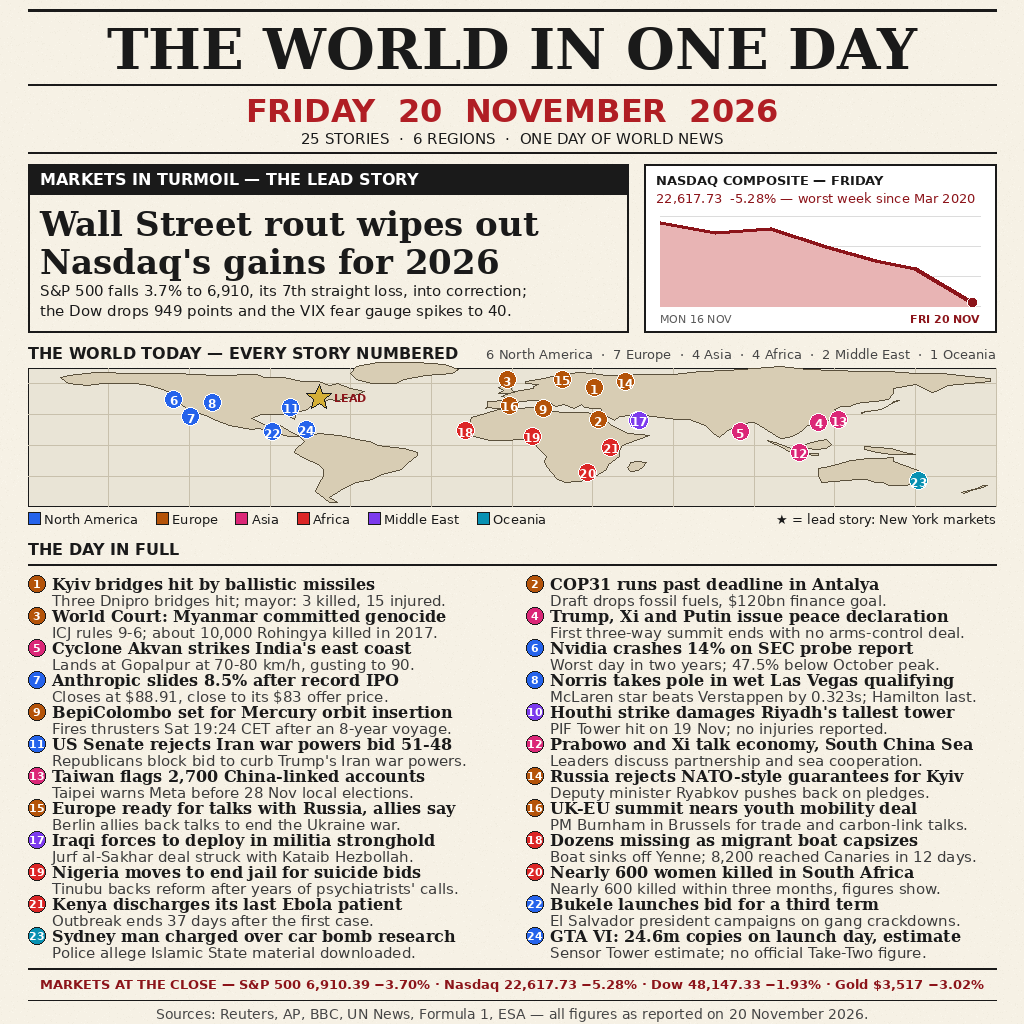 THE WORLD IN ONE DAY
FRIDAY 20 NOVEMBER 2026
25 STORIES · 6 REGIONS · ONE DAY OF WORLD NEWS
MARKETS IN TURMOIL — THE LEAD STORY
Wall Street rout wipes out
Nasdaq's gains for 2026
S&P 500 falls 3.7% to 6,910, its 7th straight loss, into correction;
the Dow drops 949 points and the VIX fear gauge spikes to 40.
NASDAQ COMPOSITE — FRIDAY
22,617.73 -5.28% — worst week since Mar 2020
MON 16 NOV
FRI 20 NOV
THE WORLD TODAY — EVERY STORY NUMBERED
6 North America · 7 Europe · 4 Asia · 4 Africa · 2 Middle East · 1 Oceania
3
15
1
14
6
8
7
11
LEAD
16
9
2
17
22
24
18
19
21
20
5
4
13
12
23
North America
Europe
Asia
Africa
Middle East
Oceania
★ = lead story: New York markets
THE DAY IN FULL
1 Kyiv bridges hit by ballistic missiles
Three Dnipro bridges hit; mayor: 3 killed, 15 injured.
2 COP31 runs past deadline in Antalya
Draft drops fossil fuels, $120bn finance goal.
3 World Court: Myanmar committed genocide
ICJ rules 9-6; about 10,000 Rohingya killed in 2017.
4 Trump, Xi and Putin issue peace declaration
First three-way summit ends with no arms-control deal.
5 Cyclone Akvan strikes India's east coast
Lands at Gopalpur at 70-80 km/h, gusting to 90.
6 Nvidia crashes 14% on SEC probe report
Worst day in two years; 47.5% below October peak.
7 Anthropic slides 8.5% after record IPO
Closes at $88.91, close to its $83 offer price.
8 Norris takes pole in wet Las Vegas qualifying
McLaren star beats Verstappen by 0.323s; Hamilton last.
9 BepiColombo set for Mercury orbit insertion
Fires thrusters Sat 19:24 CET after an 8-year voyage.
10 Houthi strike damages Riyadh's tallest tower
PIF Tower hit on 19 Nov; no injuries reported.
11 US Senate rejects Iran war powers bid 51-48
Republicans block bid to curb Trump's Iran war powers.
12 Prabowo and Xi talk economy, South China Sea
Leaders discuss partnership and sea cooperation.
13 Taiwan flags 2,700 China-linked accounts
Taipei warns Meta before 28 Nov local elections.
14 Russia rejects NATO-style guarantees for Kyiv
Deputy minister Ryabkov pushes back on pledges.
15 Europe ready for talks with Russia, allies say
Berlin allies back talks to end the Ukraine war.
16 UK-EU summit nears youth mobility deal
PM Burnham in Brussels for trade and carbon-link talks.
17 Iraqi forces to deploy in militia stronghold
Jurf al-Sakhar deal struck with Kataib Hezbollah.
18 Dozens missing as migrant boat capsizes
Boat sinks off Yenne; 8,200 reached Canaries in 12 days.
19 Nigeria moves to end jail for suicide bids
Tinubu backs reform after years of psychiatrists' calls.
20 Nearly 600 women killed in South Africa
Nearly 600 killed within three months, figures show.
21 Kenya discharges its last Ebola patient
Outbreak ends 37 days after the first case.
22 Bukele launches bid for a third term
El Salvador president campaigns on gang crackdowns.
23 Sydney man charged over car bomb research
Police allege Islamic State material downloaded.
24 GTA VI: 24.6m copies on launch day, estimate
Sensor Tower estimate; no official Take-Two figure.
MARKETS AT THE CLOSE — S&P 500 6,910.39 −3.70% · Nasdaq 22,617.73 −5.28% · Dow 48,147.33 −1.93% · Gold $3,517 −3.02%
Sources: Reuters, AP, BBC, UN News, Formula 1, ESA — all figures as reported on 20 November 2026.